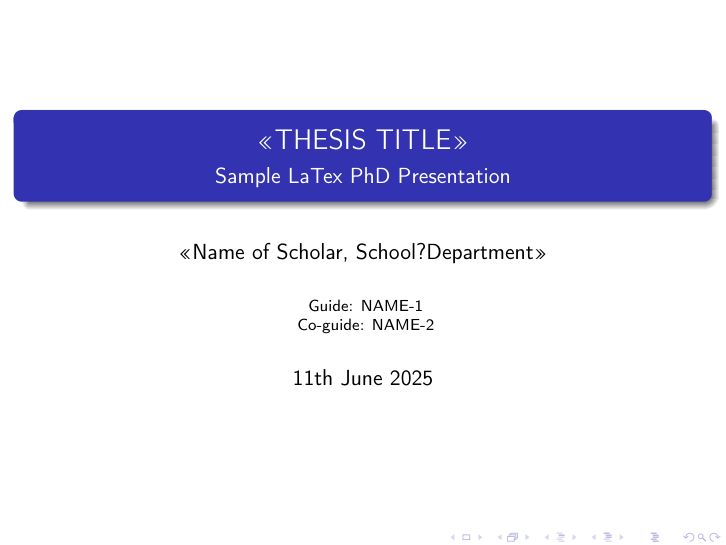 «THESIS TITLE»
Sample LaTex PhD Presentation
«Name of Scholar, School?Department»
Guide: NAME-1
Co-guide: NAME-2
11th June 2025